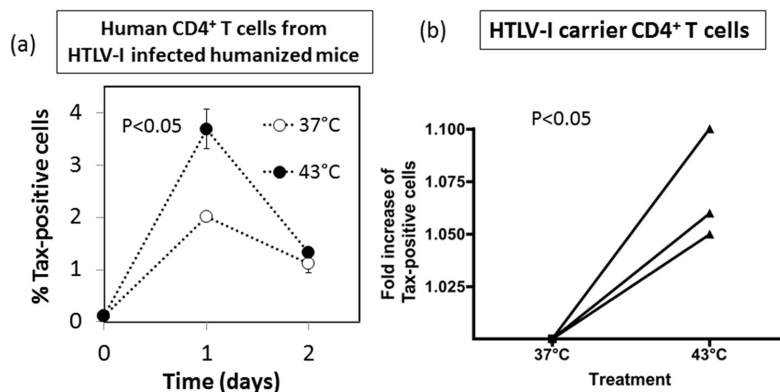 (a)
Human CD4⁺ T cells from
HTLV-I infected humanized mice
% Tax-positive cells
4
3
2
1
0
P<0.05
37°C
43°C
0 1 2
Time (days)
(b)
HTLV-I carrier CD4⁺ T cells
P<0.05
Fold increase of
Tax-positive cells
1.100
1.075
1.050
1.025
37°C 43°C
Treatment